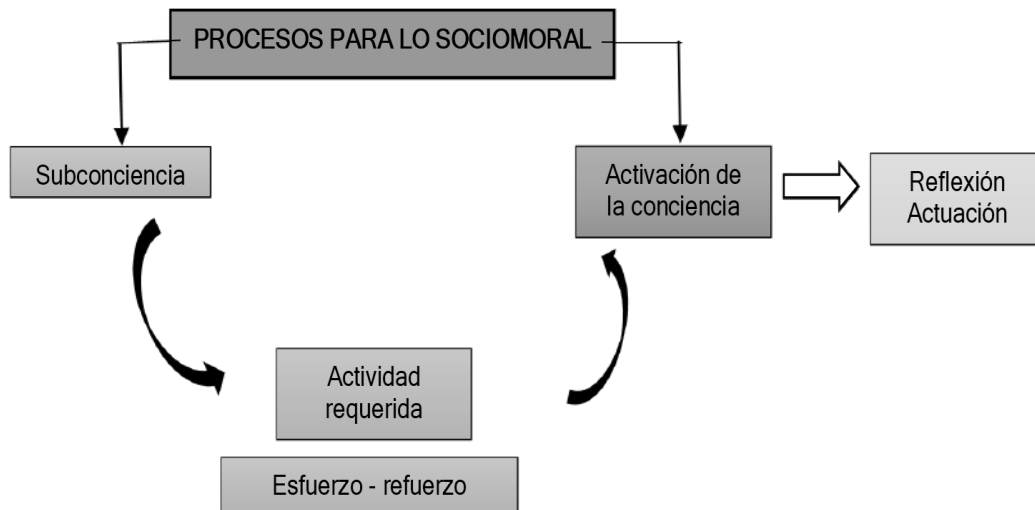 PROCESOS PARA LO SOCIOMORAL
Subconciencia
Activación de
la conciencia
Reflexión
Actuación
Actividad
requerida
Esfuerzo - refuerzo